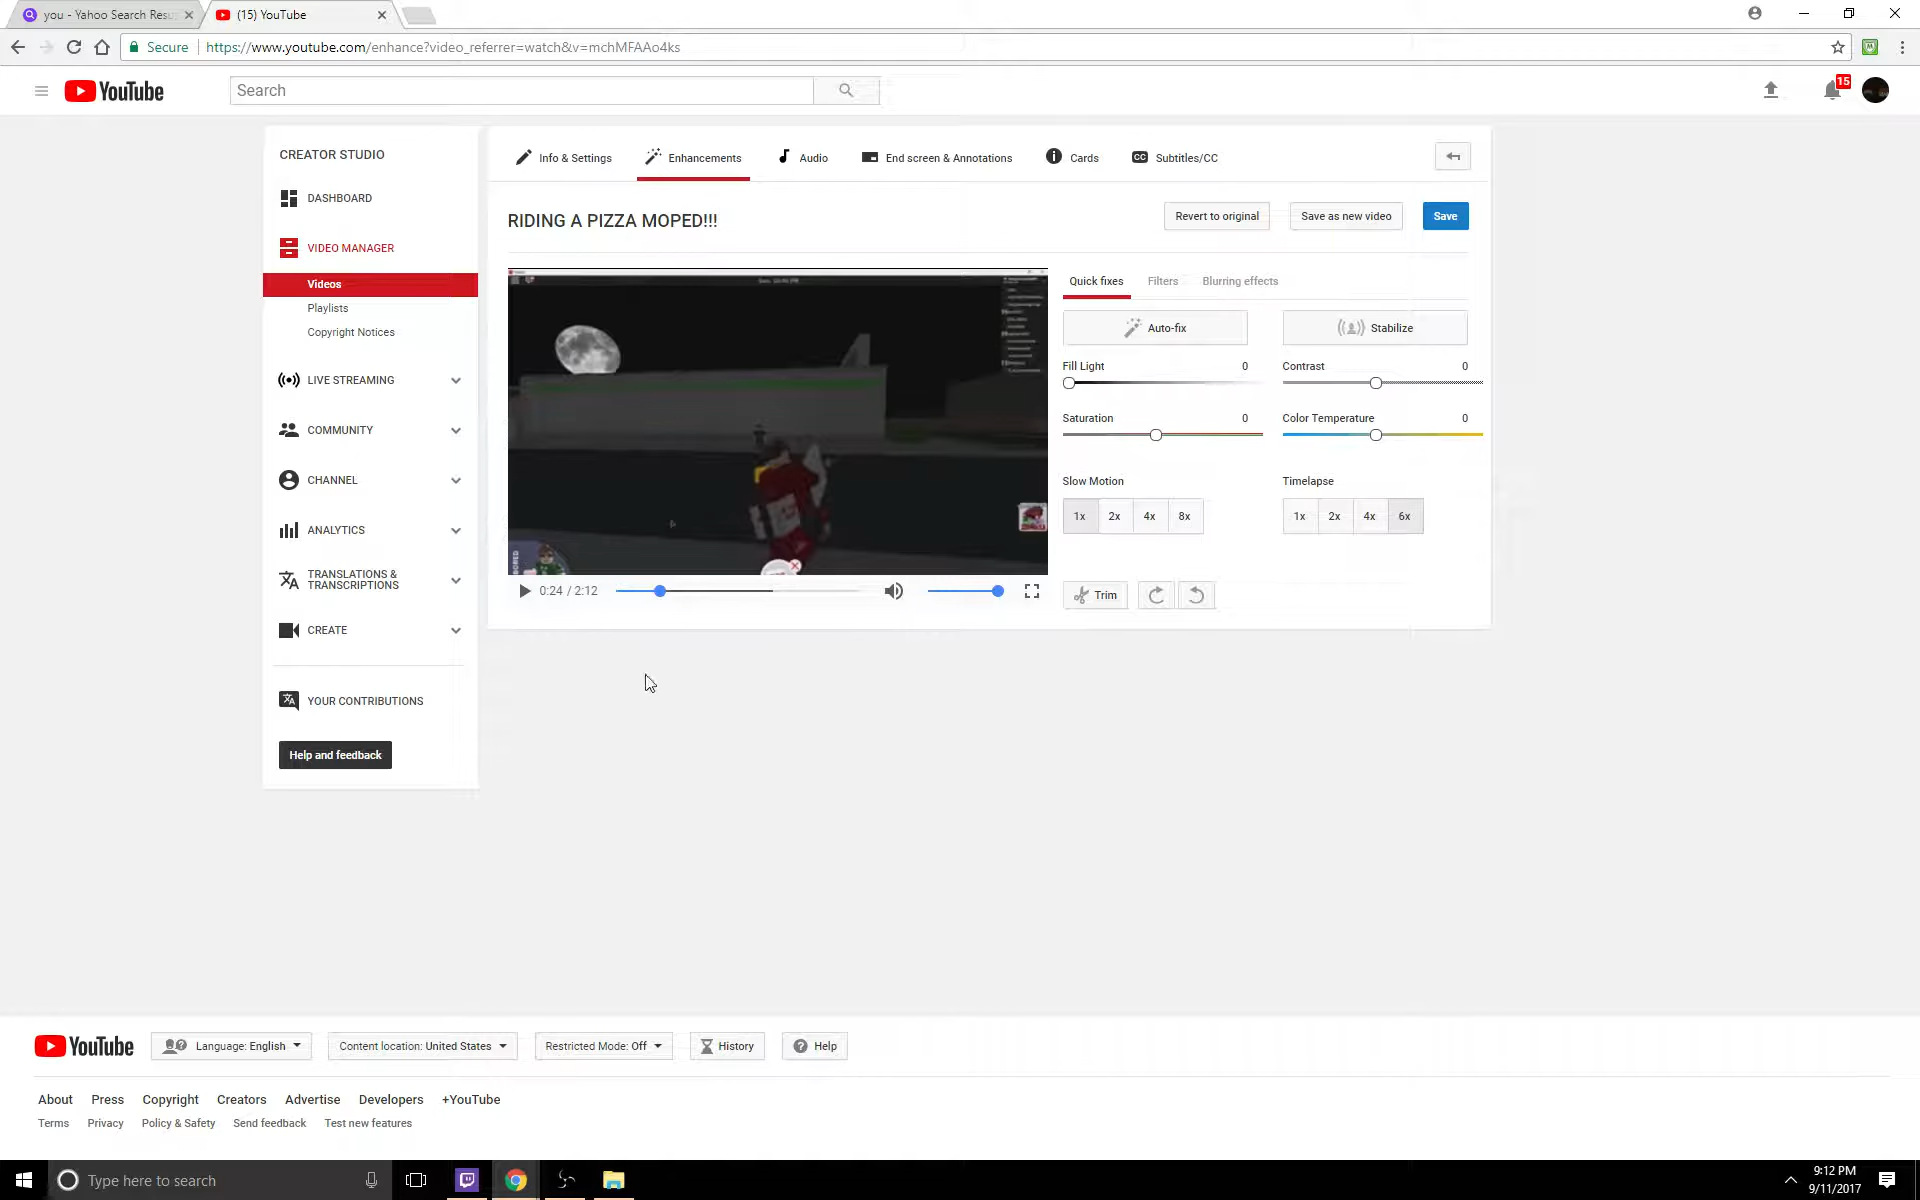 you - Yahoo Search Resu
(15) YouTube
Secure
https://www.youtube.com/enhance?video_referrer=watch&v=mchMFAAo4ks
YouTube
Search
15
CREATOR STUDIO
DASHBOARD
VIDEO MANAGER
Videos
Playlists
Copyright Notices
LIVE STREAMING
COMMUNITY
CHANNEL
ANALYTICS
TRANSLATIONS &
TRANSCRIPTIONS
CREATE
YOUR CONTRIBUTIONS
Help and feedback
Info & Settings
Enhancements
Audio
End screen & Annotations
Cards
CC Subtitles/CC
RIDING A PIZZA MOPED!!!
Revert to original
Save as new video
Save
0:24 / 2:12
Quick fixes
Filters
Blurring effects
Auto-fix
Stabilize
Fill Light 0
Contrast 0
Saturation 0
Color Temperature 0
Slow Motion
Timelapse
1x 2x 4x 8x
1x 2x 4x 6x
Trim
YouTube
Language: English
Content location: United States
Restricted Mode: Off
History
Help
About Press Copyright Creators Advertise Developers +YouTube
Terms Privacy Policy & Safety Send feedback Test new features
Type here to search
9:12 PM
9/11/2017